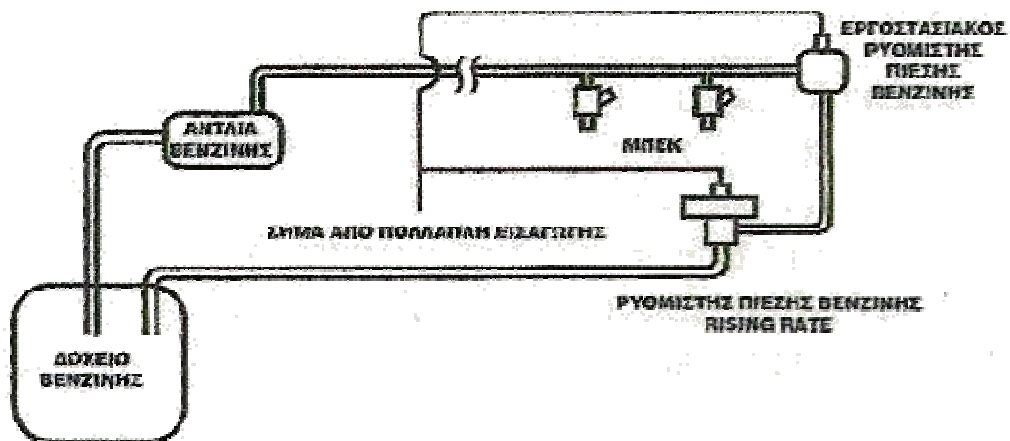 ΕΡΓΟΣΤΑΣΙΑΚΟΣ
ΡΥΘΜΙΣΤΗΣ
ΠΙΕΣΗΣ
ΒΕΝΖΙΝΗΣ
ΑΝΤΛΙΑ
ΒΕΝΖΙΝΗΣ
ΜΠΕΚ
ΣΗΜΑ ΑΠΟ ΠΟΛΛΑΠΛΗ ΕΙΣΑΓΩΓΗΣ
ΡΥΘΜΙΣΤΗΣ ΠΙΕΣΗΣ ΒΕΝΖΙΝΗΣ
RISING RATE
ΔΟΧΕΙΟ
ΒΕΝΖΙΝΗΣ